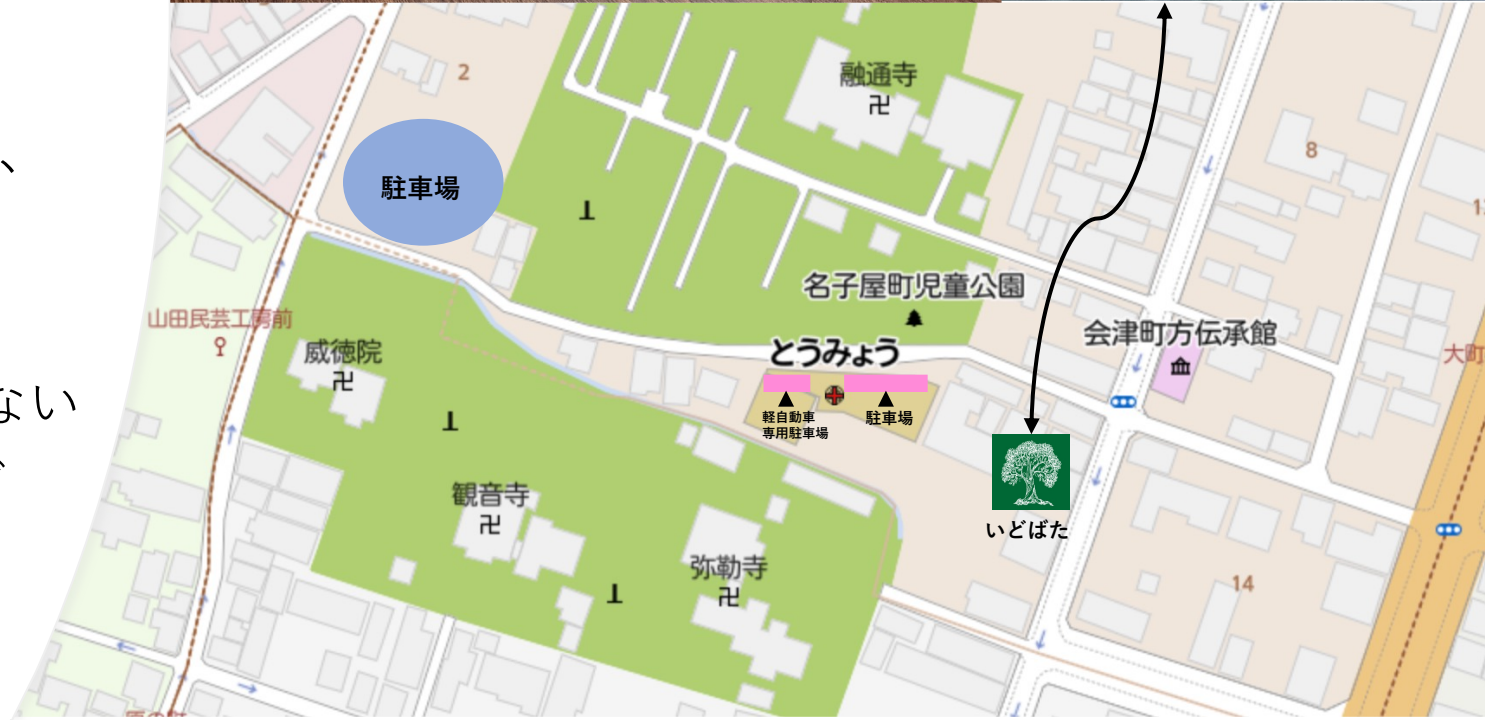 2
融通寺
、
駐車場
8
名子屋町児童公園
山田民芸工房前
会津町方伝承館
とうみょう
威徳院
大町
ない
軽自動車
専用駐車場
駐車場
観音寺
いどばた
弥勒寺
14